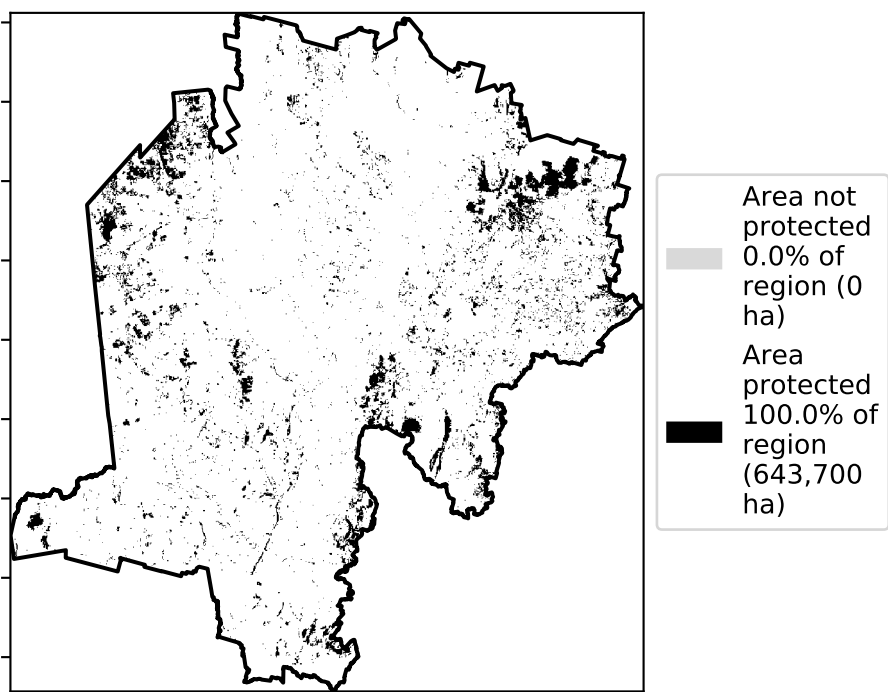 Area not
protected
0.0% of
region (0
ha)
Area
protected
100.0% of
region
(643,700
ha)